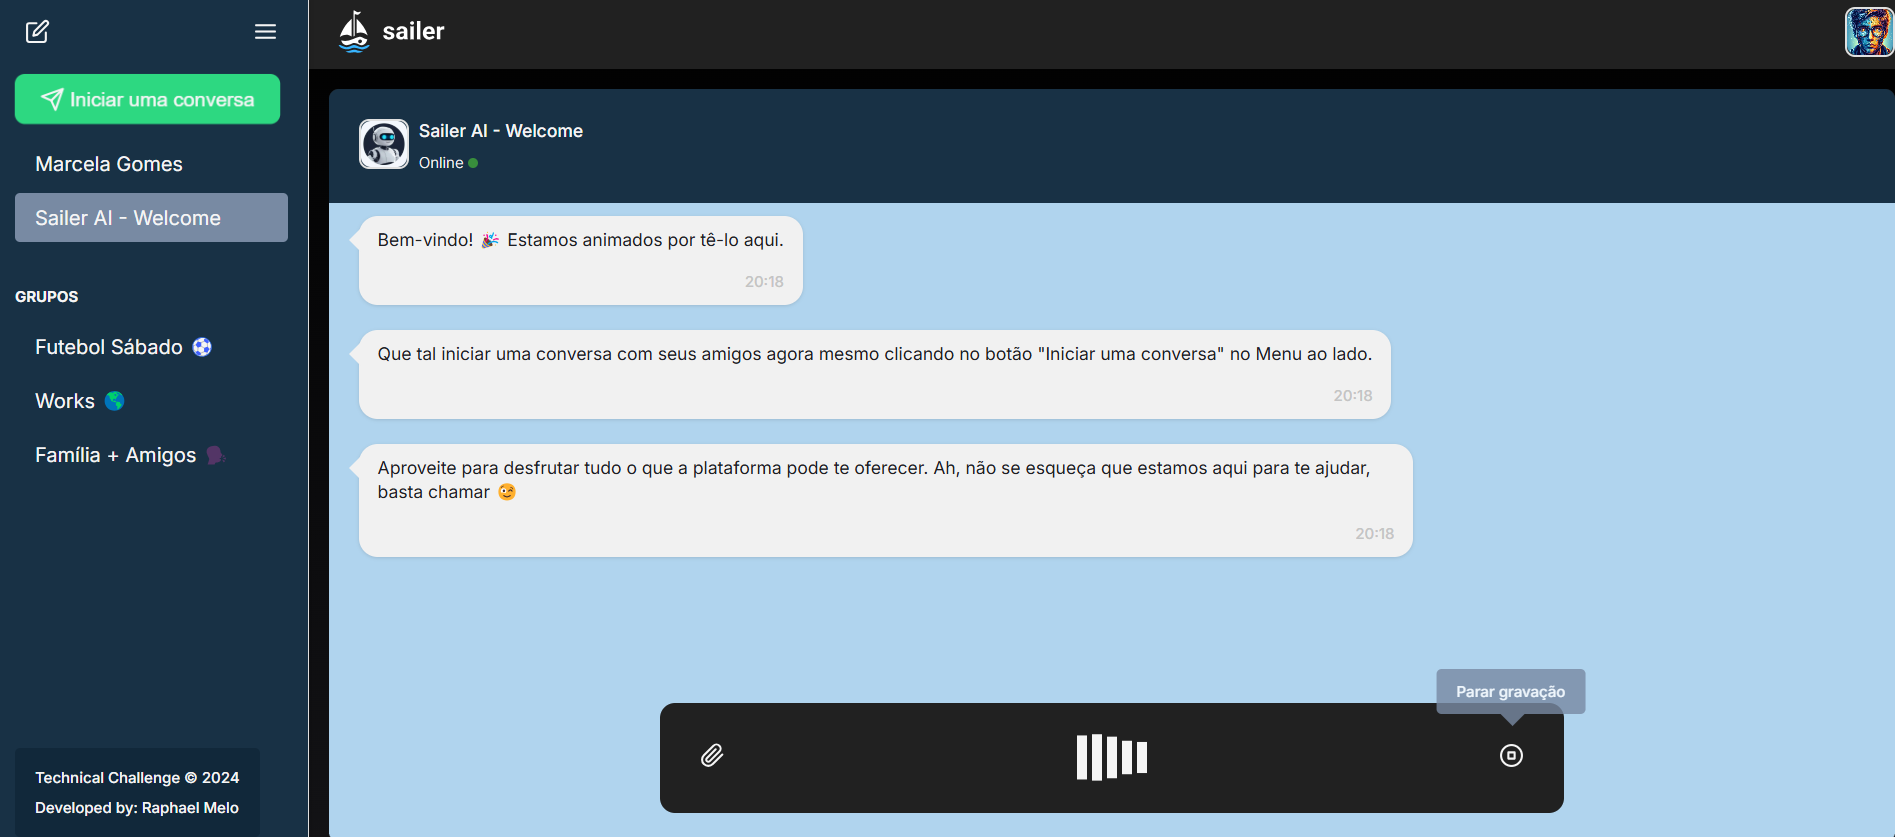 Iniciar uma conversa
Marcela Gomes
Sailer AI - Welcome
GRUPOS
Futebol Sábado ⚽
Works 🌎
Família + Amigos 🗣
Technical Challenge © 2024
Developed by: Raphael Melo
sailer
Sailer AI - Welcome
Online
Bem-vindo! 🎉 Estamos animados por tê-lo aqui.
20:18
Que tal iniciar uma conversa com seus amigos agora mesmo clicando no botão "Iniciar uma conversa" no Menu ao lado.
20:18
Aproveite para desfrutar tudo o que a plataforma pode te oferecer. Ah, não se esqueça que estamos aqui para te ajudar,
basta chamar 😉
20:18
Parar gravação